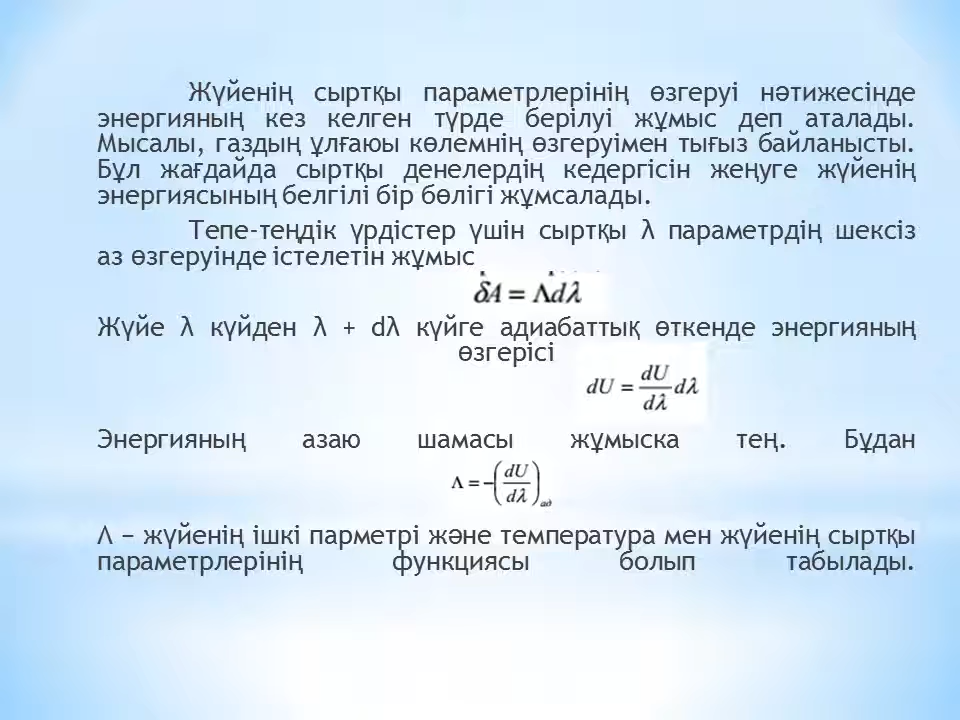 Жүйенің сыртқы параметрлерінің өзгеруі нәтижесінде
энергияның кез келген түрде берілуі жұмыс деп аталады.
Мысалы, газдың ұлғаюы көлемнің өзгеруімен тығыз байланысты.
Бұл жағдайда сыртқы денелердің кедергісін жеңуге жүйенің
энергиясының белгілі бір бөлігі жұмсалады.
Тепе-теңдік үрдістер үшін сыртқы λ параметрдің шексіз
аз өзгеруінде істелетін жұмыс
δA = Λdλ
Жүйе λ күйден λ + dλ күйге адиабаттық өткенде энергияның
өзгерісі
dU = dU/dλ dλ
Энергияның азаю шамасы жұмыска тең. Бұдан
Λ = -(dU/dλ)ад
Λ − жүйенің ішкі парметрі және температура мен жүйенің сыртқы
параметрлерінің функциясы болып табылады.